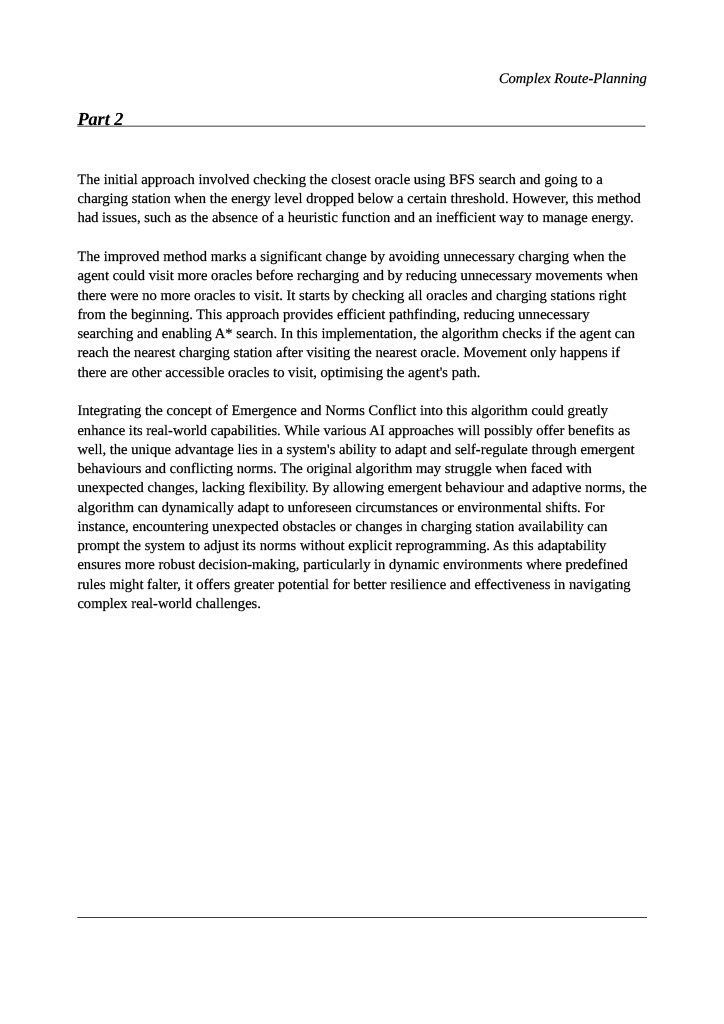 Complex Route-Planning
Part 2
The initial approach involved checking the closest oracle using BFS search and going to a
charging station when the energy level dropped below a certain threshold. However, this method
had issues, such as the absence of a heuristic function and an inefficient way to manage energy.
The improved method marks a significant change by avoiding unnecessary charging when the
agent could visit more oracles before recharging and by reducing unnecessary movements when
there were no more oracles to visit. It starts by checking all oracles and charging stations right
from the beginning. This approach provides efficient pathfinding, reducing unnecessary
searching and enabling A* search. In this implementation, the algorithm checks if the agent can
reach the nearest charging station after visiting the nearest oracle. Movement only happens if
there are other accessible oracles to visit, optimising the agent's path.
Integrating the concept of Emergence and Norms Conflict into this algorithm could greatly
enhance its real-world capabilities. While various AI approaches will possibly offer benefits as
well, the unique advantage lies in a system's ability to adapt and self-regulate through emergent
behaviours and conflicting norms. The original algorithm may struggle when faced with
unexpected changes, lacking flexibility. By allowing emergent behaviour and adaptive norms, the
algorithm can dynamically adapt to unforeseen circumstances or environmental shifts. For
instance, encountering unexpected obstacles or changes in charging station availability can
prompt the system to adjust its norms without explicit reprogramming. As this adaptability
ensures more robust decision-making, particularly in dynamic environments where predefined
rules might falter, it offers greater potential for better resilience and effectiveness in navigating
complex real-world challenges.